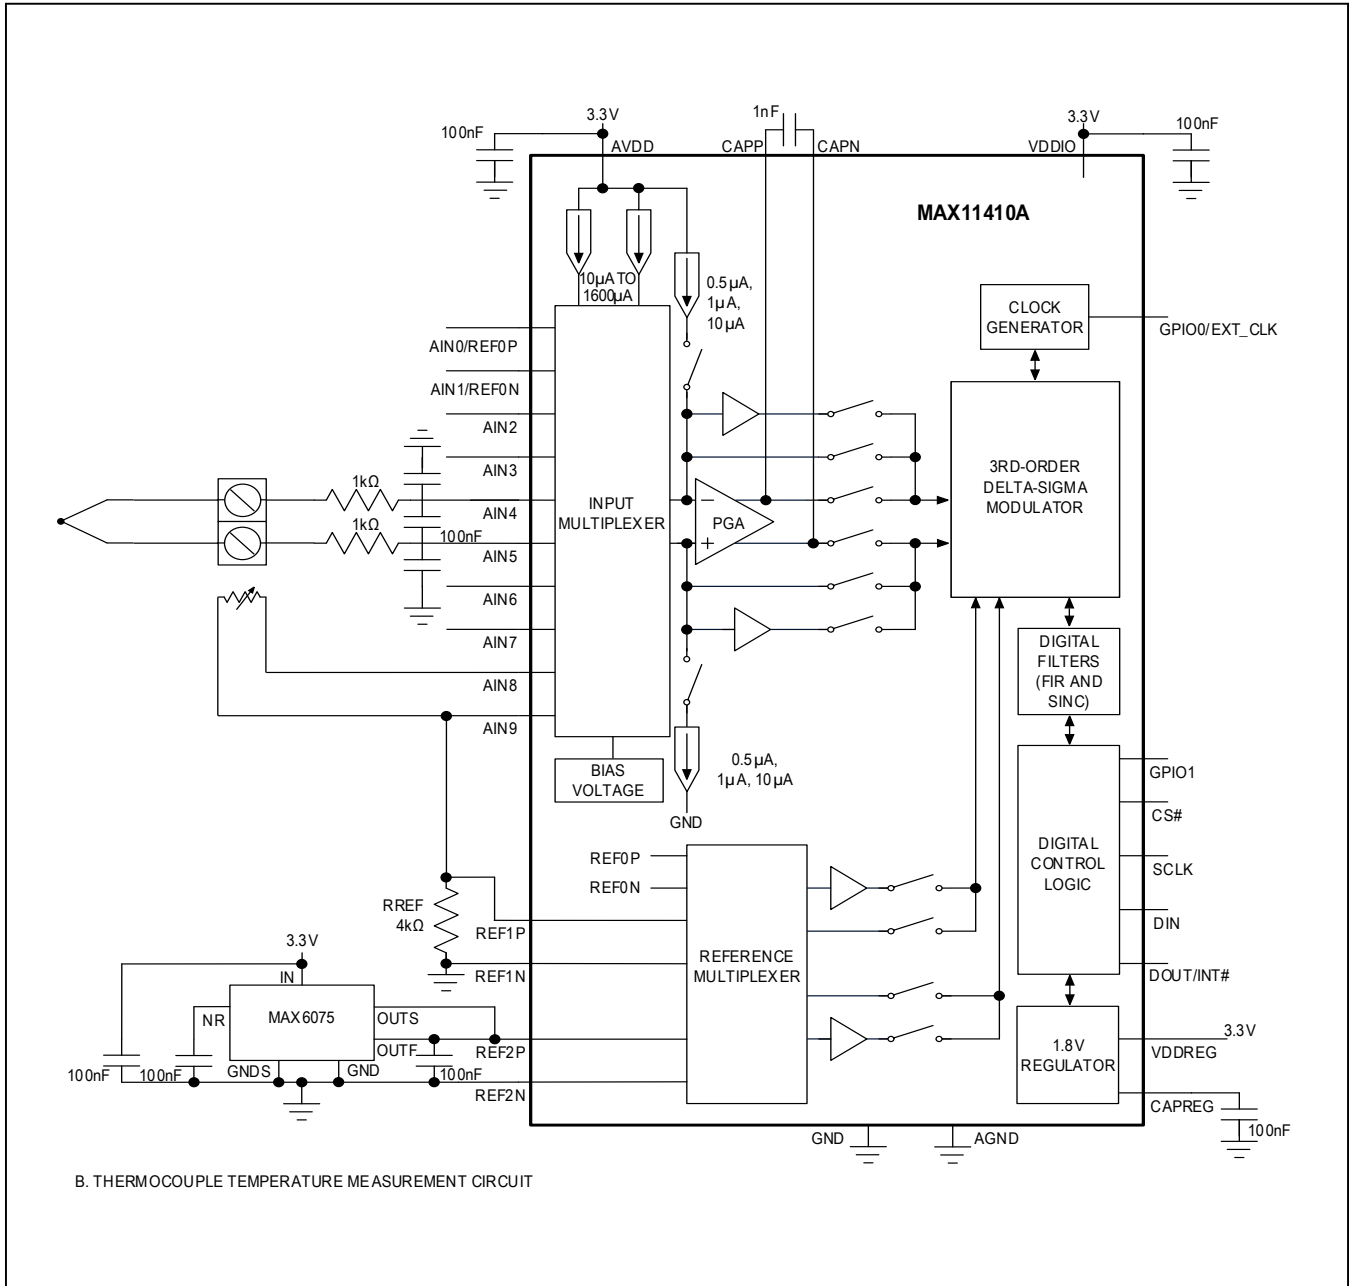 3.3V
100nF
AVDD
1nF
CAPP
CAPN
3.3V
100nF
VDDIO
MAX11410A
10µA TO
1600µA
0.5µA,
1µA,
10µA
CLOCK
GENERATOR
GPIO0/EXT_CLK
AIN0/REF0P
AIN1/REF0N
AIN2
AIN3
1kΩ
AIN4
1kΩ
100nF
AIN5
AIN6
AIN7
AIN8
AIN9
INPUT
MULTIPLEXER
−
PGA
+
3RD-ORDER
DELTA-SIGMA
MODULATOR
DIGITAL
FILTERS
(FIR AND
SINC)
BIAS
VOLTAGE
0.5µA,
1µA, 10µA
GND
GPIO1
CS#
DIGITAL
CONTROL
LOGIC
SCLK
DIN
DOUT/INT#
REF0P
REF0N
RREF
4kΩ
REF1P
REF1N
REFERENCE
MULTIPLEXER
3.3V
IN
NR
MAX6075
OUTS
OUTF
REF2P
GNDS
GND
100nF
100nF
100nF
REF2N
1.8V
REGULATOR
3.3V
VDDREG
CAPREG
100nF
GND
AGND
B. THERMOCOUPLE TEMPERATURE MEASUREMENT CIRCUIT